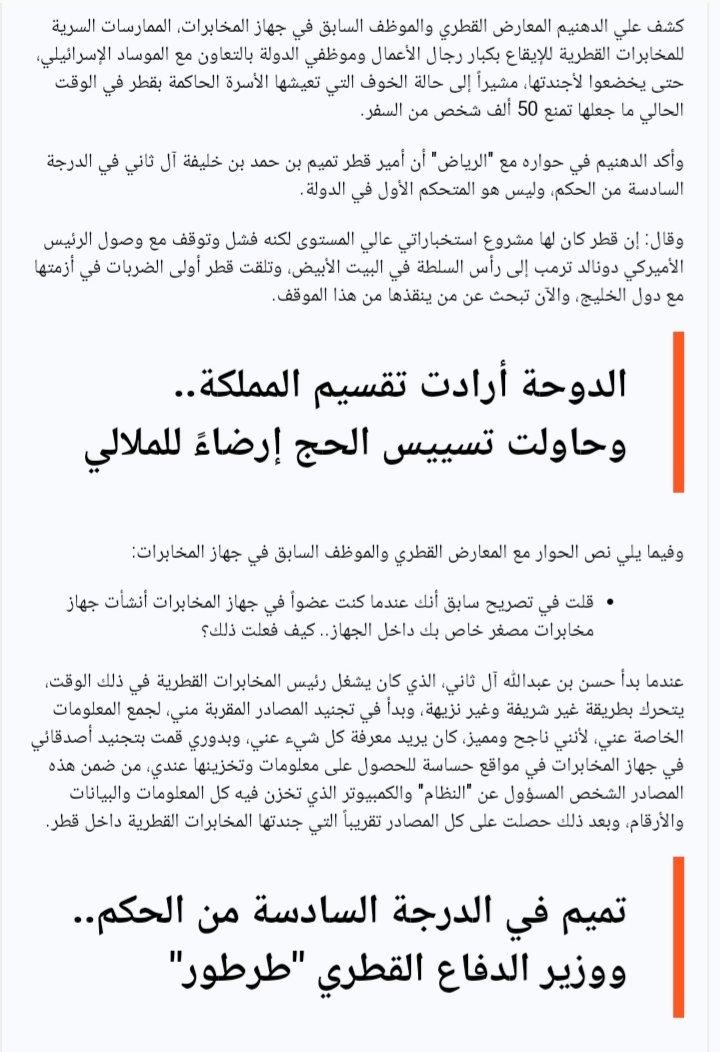 كشف علي الدهنيم المعارض القطري والموظف السابق في جهاز المخابرات، الممارسات السرية
للمخابرات القطرية للإيقاع بكبار رجال الأعمال وموظفي الدولة بالتعاون مع الموساد الإسرائيلي،
حتى يخضعوا لأجندتها، مشيراً إلى حالة الخوف التي تعيشها الأسرة الحاكمة بقطر في الوقت
الحالي ما جعلها تمنع 50 ألف شخص من السفر.
وأكد الدهنيم في حواره مع "الرياض" أن أمير قطر تميم بن حمد بن خليفة آل ثاني في الدرجة
السادسة من الحكم، وليس هو المتحكم الأول في الدولة.
وقال: إن قطر كان لها مشروع استخباراتي عالي المستوى لكنه فشل وتوقف مع وصول الرئيس
الأميركي دونالد ترمب إلى رأس السلطة في البيت الأبيض، وتلقت قطر أولى الضربات في أزمتها
مع دول الخليج، والآن تبحث عن من ينقذها من هذا الموقف.
الدوحة أرادت تقسيم المملكة..
وحاولت تسييس الحج إرضاءً للملالي
وفيما يلي نص الحوار مع المعارض القطري والموظف السابق في جهاز المخابرات:
• قلت في تصريح سابق أنك عندما كنت عضواً في جهاز المخابرات أنشأت جهاز
مخابرات مصغر خاص بك داخل الجهاز.. كيف فعلت ذلك؟
عندما بدأ حسن بن عبدالله آل ثاني، الذي كان يشغل رئيس المخابرات القطرية في ذلك الوقت،
يتحرك بطريقة غير شريفة وغير نزيهة، وبدأ في تجنيد المصادر المقربة مني، لجمع المعلومات
الخاصة عني، لأنني ناجح ومميز، كان يريد معرفة كل شيء عني، وبدوري قمت بتجنيد أصدقائي
في جهاز المخابرات في مواقع حساسة للحصول على معلومات وتخزينها عندي، من ضمن هذه
المصادر الشخص المسؤول عن "النظام" والكمبيوتر الذي تخزن فيه كل المعلومات والبيانات
والأرقام، وبعد ذلك حصلت على كل المصادر تقريباً التي جندتها المخابرات القطرية داخل قطر.
تميم في الدرجة السادسة من الحكم..
ووزير الدفاع القطري "طرطور"